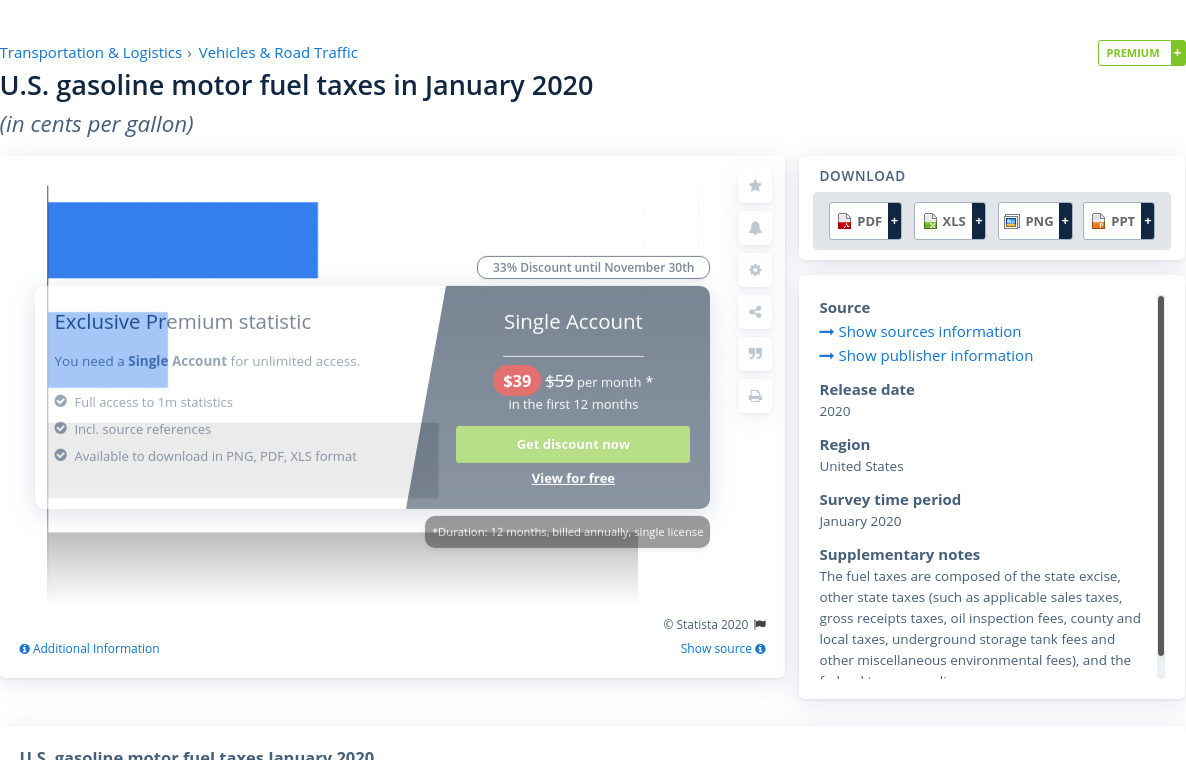 Transportation & Logistics › Vehicles & Road Traffic
PREMIUM +
U.S. gasoline motor fuel taxes in January 2020
(in cents per gallon)
33% Discount until November 30th
Exclusive Premium statistic
You need a Single Account for unlimited access.
Full access to 1m statistics
Incl. source references
Available to download in PNG, PDF, XLS format
Single Account
$39 $59 per month *
in the first 12 months
Get discount now
View for free
*Duration: 12 months, billed annually, single license
© Statista 2020
Additional Information
Show source
DOWNLOAD
PDF + XLS + PNG + PPT +
Source
Show sources information
Show publisher information
Release date
2020
Region
United States
Survey time period
January 2020
Supplementary notes
The fuel taxes are composed of the state excise,
other state taxes (such as applicable sales taxes,
gross receipts taxes, oil inspection fees, county and
local taxes, underground storage tank fees and
other miscellaneous environmental fees), and the
U.S. gasoline motor fuel taxes January 2020